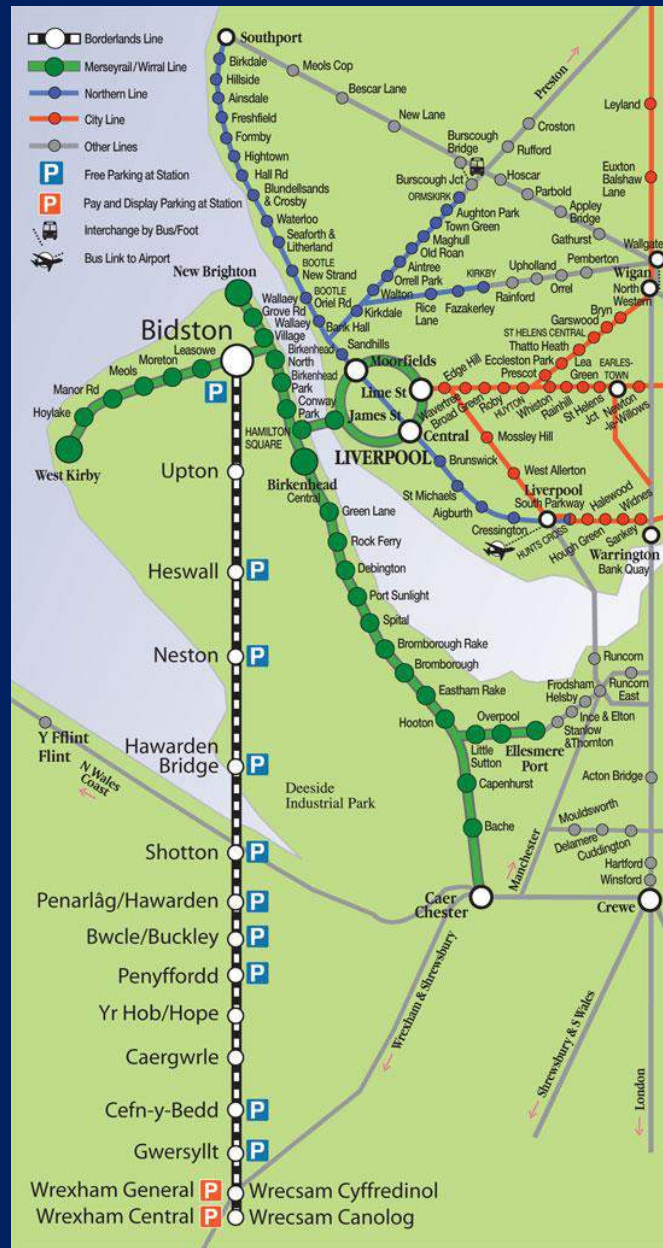 Borderlands Line
Merseyrail/Wirral Line
Northern Line
City Line
Other Lines
P
Free Parking at Station
P
Pay and Display Parking at Station
Interchange by Bus/Foot
Bus Link to Airport
Southport
Birkdale
Hillside
Ainsdale
Freshfield
Formby
Hightown
Hall Rd
Blundellsands
& Crosby
Waterloo
Seaforth &
Litherland
BOOTLE
New Strand
BOOTLE
Oriel Rd
Bank Hall
Sandhills
Meols Cop
Bescar Lane
New Lane
Burscough
Bridge
Burscough Jct
ORMSKIRK
Aughton Park
Town Green
Maghull
Old Roan
Aintree
Orrell Park
Walton
Kirkdale
Rice
Lane
Fazakerley
KIRKBY
Rainford
Upholland
Orrel
Pemberton
Preston
Croston
Rufford
Hoscar
Parbold
Appley
Bridge
Gathurst
Wallgate
Wigan
North
Western
Leyland
Euxton
Balshaw
Lane
Bryn
Garswood
ST HELENS CENTRAL
Thatto Heath
Eccleston Park
Prescot
Lea
Green
EARLES-
TOWN
Edge Hill
Wavertree
Broad Green
Roby
HUYTON
Whiston
Rainhill
St Helens
Jct
Newton
-le-Willows
Mossley Hill
West Allerton
Liverpool
South Parkway
Halewood
Widnes
HUNTS CROSS
Hough Green
Sankey
Warrington
Bank Quay
New Brighton
Wallaey
Grove Rd
Wallaey
Village
Birkenhead
North
Birkenhead
Park
Conway
Park
HAMILTON
SQUARE
Birkenhead
Central
Moorfields
Lime St
James St
Central
LIVERPOOL
Brunswick
St Michaels
Aigburth
Cressington
Bidston
P
Leasowe
Moreton
Meols
Manor Rd
Hoylake
West Kirby
Green Lane
Rock Ferry
Debington
Port Sunlight
Spital
Bromborough Rake
Bromborough
Eastham Rake
Hooton
Overpool
Little
Sutton
Ellesmere
Port
Capenhurst
Bache
Caer
Chester
Stanlow
&Thornton
Ince & Elton
Frodsham
Helsby
Runcorn
Runcorn
East
Acton Bridge
Mouldsworth
Delamere
Cuddington
Hartford
Winsford
Crewe
Manchester
Wrexham & Shrewsbury
Shrewsbury & S Wales
London
Upton
Heswall
P
Neston
P
Hawarden
Bridge
P
Deeside
Industrial Park
Y Fflint
Flint
N Wales
Coast
Shotton
P
Penarlâg/Hawarden
P
Bwcle/Buckley
P
Penyffordd
P
Yr Hob/Hope
Caergwrle
Cefn-y-Bedd
P
Gwersyllt
P
Wrexham General P Wrecsam Cyffredinol
Wrexham Central P Wrecsam Canolog